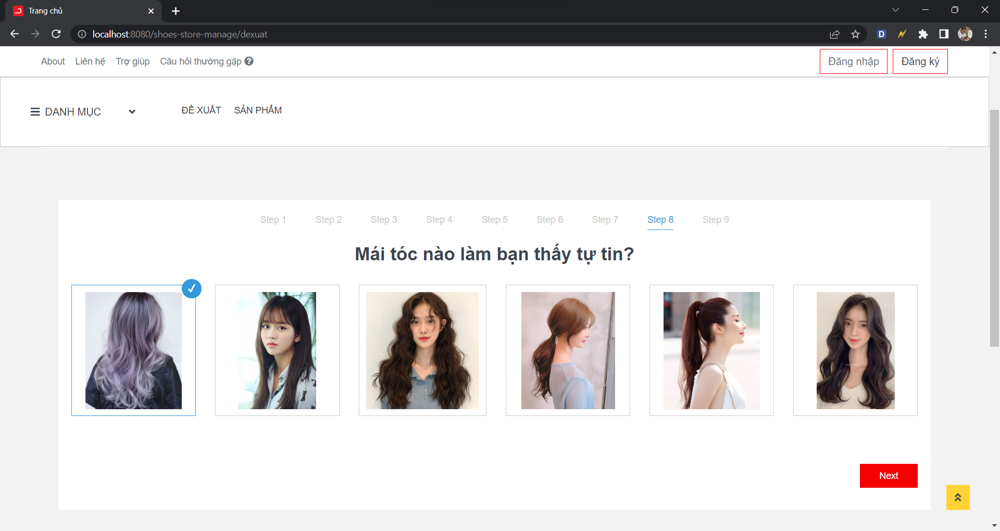 Trang chủ
localhost:8080/shoes-store-manage/dexuat
D
About Liên hệ Trợ giúp Câu hỏi thường gặp ?
Đăng nhập Đăng ký
DANH MỤC ĐỀ XUẤT SẢN PHẨM
Step 1 Step 2 Step 3 Step 4 Step 5 Step 6 Step 7 Step 8 Step 9
Mái tóc nào làm bạn thấy tự tin?
Next